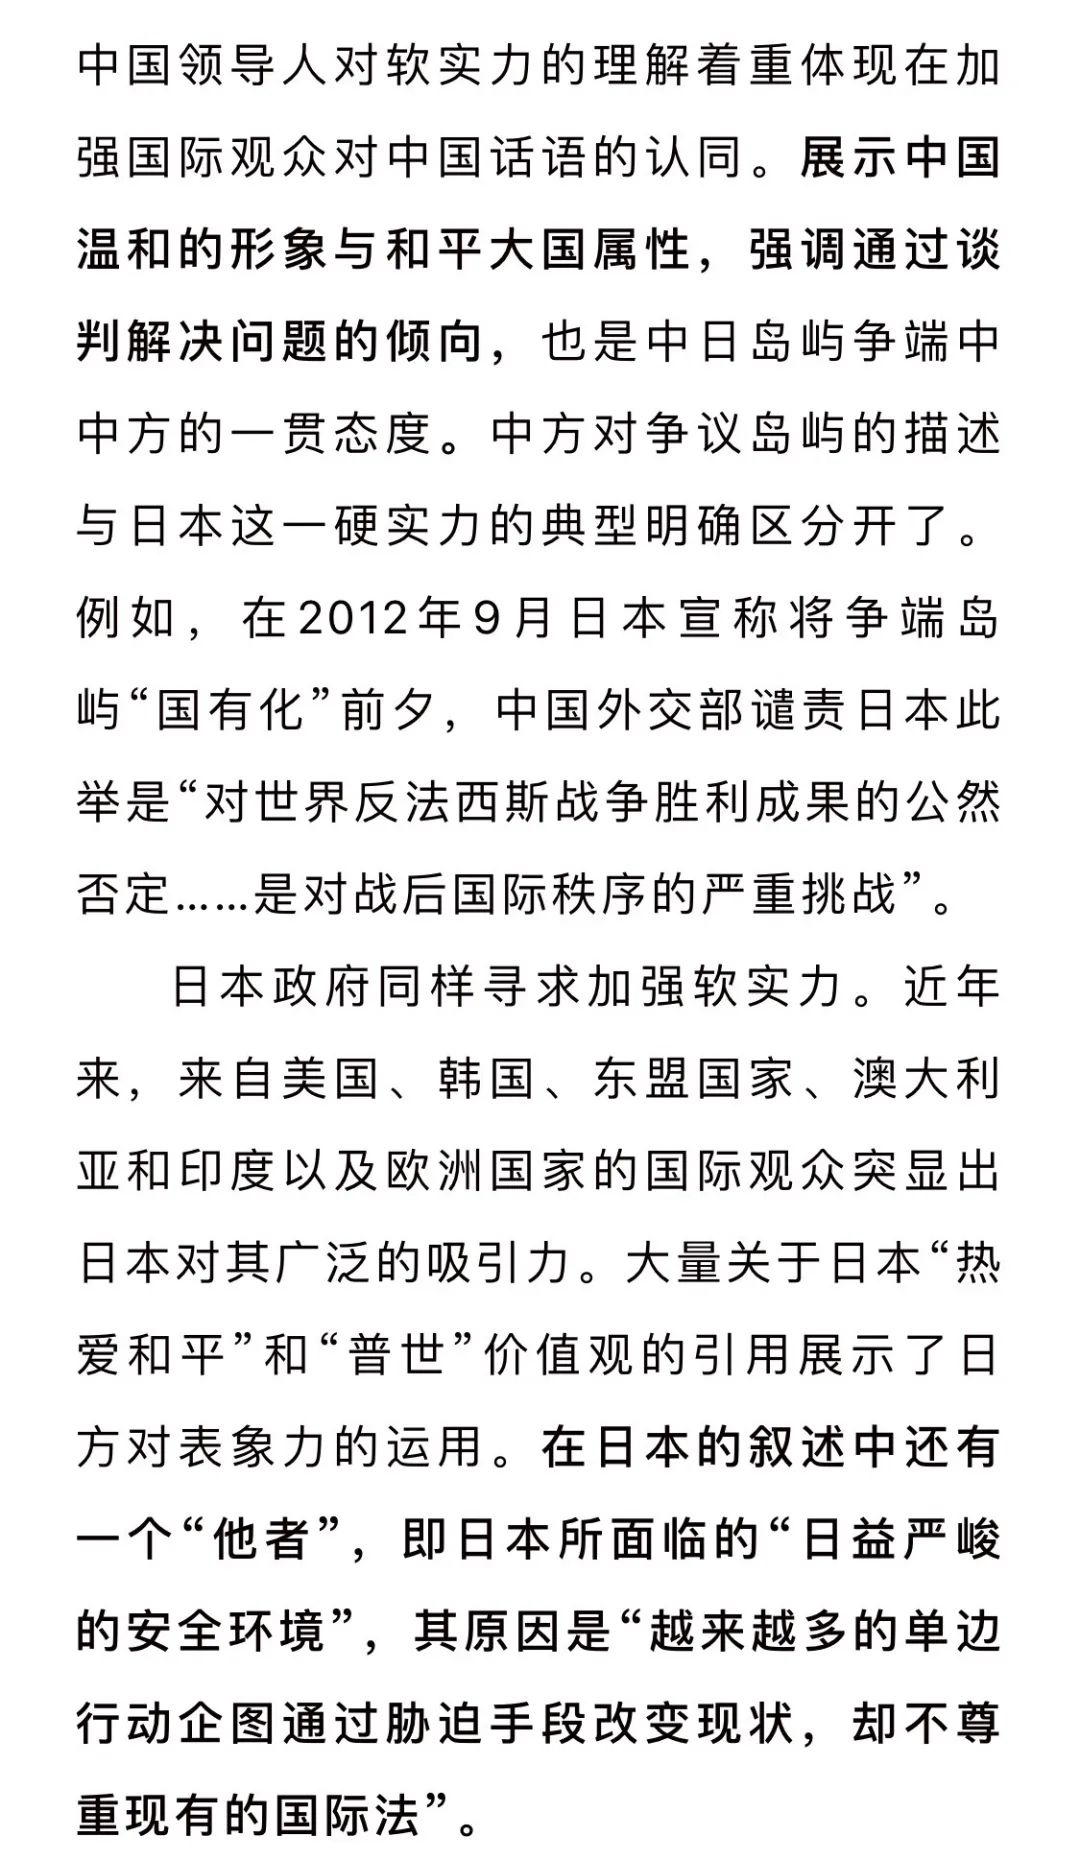 中国领导人对软实力的理解着重体现在加
强国际观众对中国话语的认同。展示中国
温和的形象与和平大国属性，强调通过谈
判解决问题的倾向，也是中日岛屿争端中
中方的一贯态度。中方对争议岛屿的描述
与日本这一硬实力的典型明确区分开了。
例如，在2012年9月日本宣称将争端岛
屿“国有化”前夕，中国外交部谴责日本此
举是“对世界反法西斯战争胜利成果的公然
否定……是对战后国际秩序的严重挑战”。
日本政府同样寻求加强软实力。近年
来，来自美国、韩国、东盟国家、澳大利
亚和印度以及欧洲国家的国际观众突显出
日本对其广泛的吸引力。大量关于日本“热
爱和平”和“普世”价值观的引用展示了日
方对表象力的运用。在日本的叙述中还有
一个“他者”，即日本所面临的“日益严峻
的安全环境”，其原因是“越来越多的单边
行动企图通过胁迫手段改变现状，却不尊
重现有的国际法”。